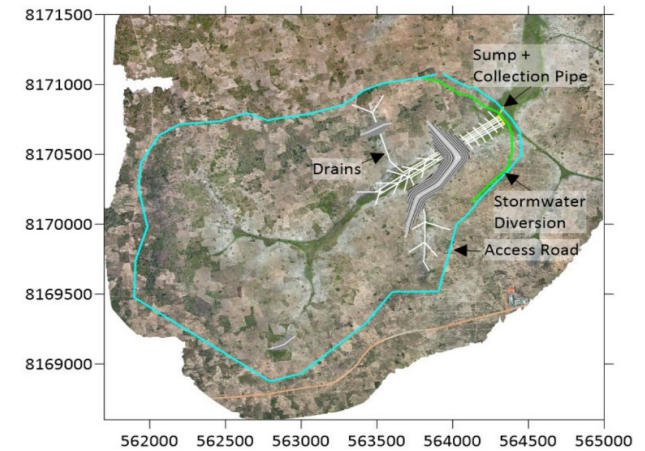 8171500
8171000
8170500
8170000
8169500
8169000
Sump +
Collection Pipe
Drains
Stormwater
Diversion
Access Road
562000 562500 563000 563500 564000 564500 565000